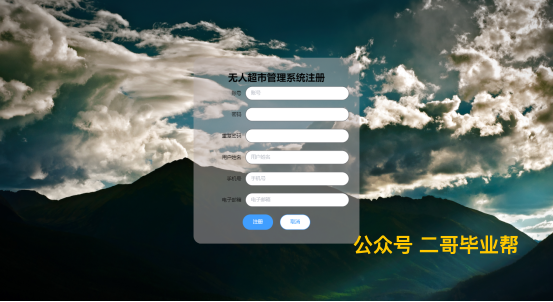 无人超市管理系统注册
账号 账号
密码
重复密码
用户姓名 用户姓名
手机号 手机号
电子邮箱 电子邮箱
注册 取消
公众号 二哥毕业帮